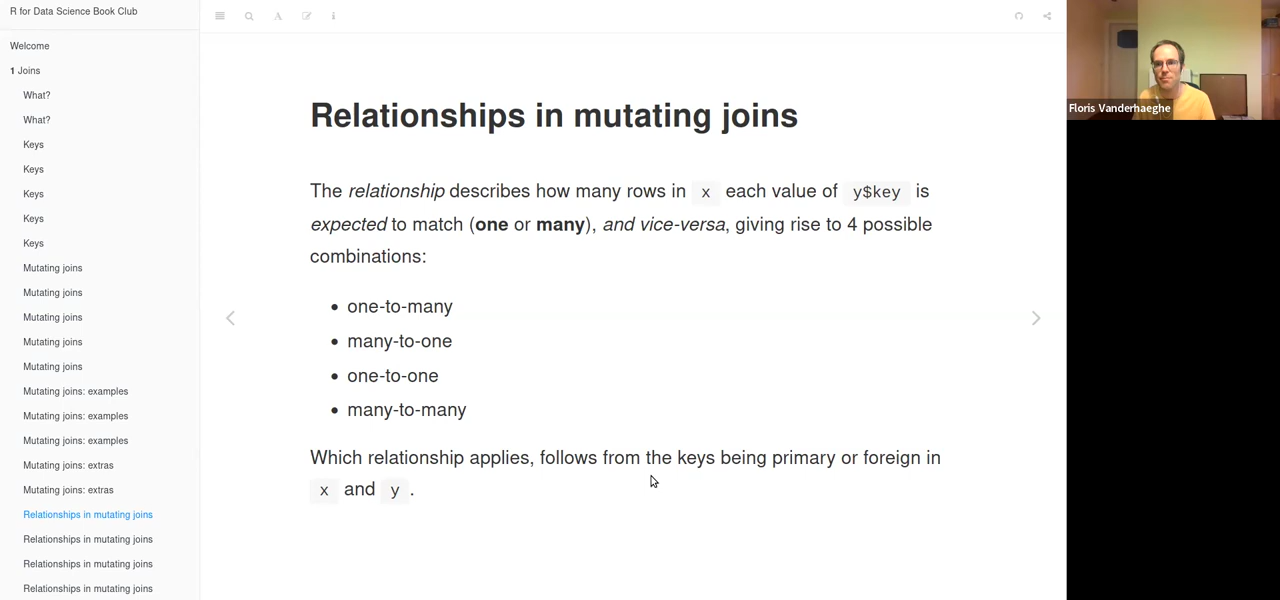 R for Data Science Book Club
Welcome
1 Joins
What?
What?
Keys
Keys
Keys
Keys
Keys
Mutating joins
Mutating joins
Mutating joins
Mutating joins
Mutating joins
Mutating joins: examples
Mutating joins: examples
Mutating joins: examples
Mutating joins: extras
Mutating joins: extras
Relationships in mutating joins
Relationships in mutating joins
Relationships in mutating joins
Relationships in mutating joins
Relationships in mutating joins
The relationship describes how many rows in x each value of y$key is
expected to match (one or many), and vice-versa, giving rise to 4 possible
combinations:
• one-to-many
• many-to-one
• one-to-one
• many-to-many
Which relationship applies, follows from the keys being primary or foreign in
x and y .
Floris Vanderhaeghe